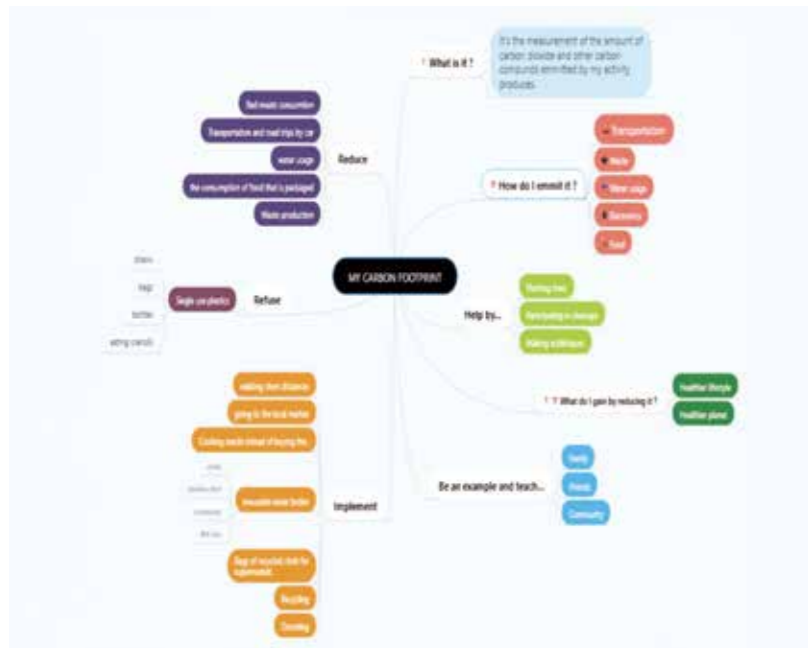 MY CARBON FOOTPRINT
? What is it ?
It's the measurement of the amount of
carbon dioxide and other carbon
compounds emmitted by my activity
produces.
? How do I emmit it ?
Transportation
Waste
Water usage
Electricity
Food
Help by...
Planting trees
Participating in cleanups
? ? What do I gain by reducing it ?
Healthier lifestyle
Healthier planet
Be an example and teach...
Family
Friends
Community
Reduce
Red meats consumtion
Transportation and road trips by car
water usage
the consumption of food that is packaged
Waste production
Refuse
Single use plastics
straws
bags
bottles
eating utensils
Implement
walking short distances
going to the local market
Cooking meals instead of buying the..
Reusable water bottles
Bags of recycled cloth for
supermarket
Recycling